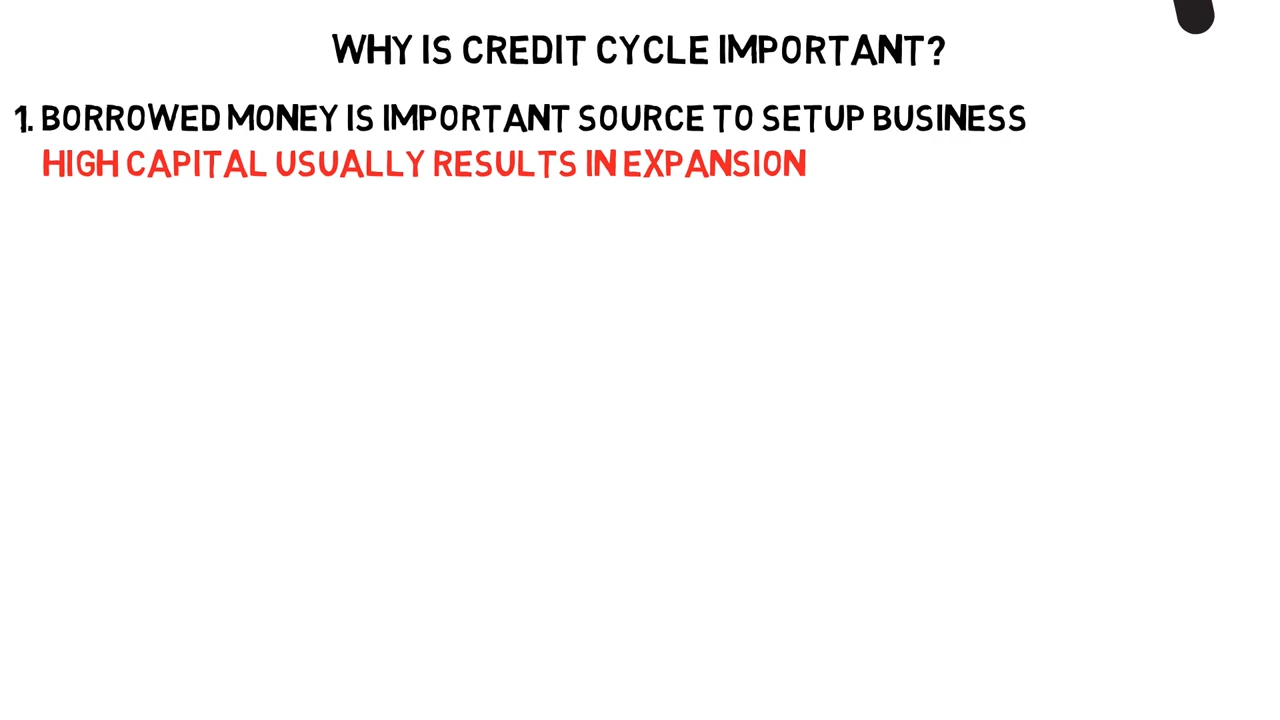 WHY IS CREDIT CYCLE IMPORTANT?
1. BORROWED MONEY IS IMPORTANT SOURCE TO SETUP BUSINESS
HIGH CAPITAL USUALLY RESULTS IN EXPANSION